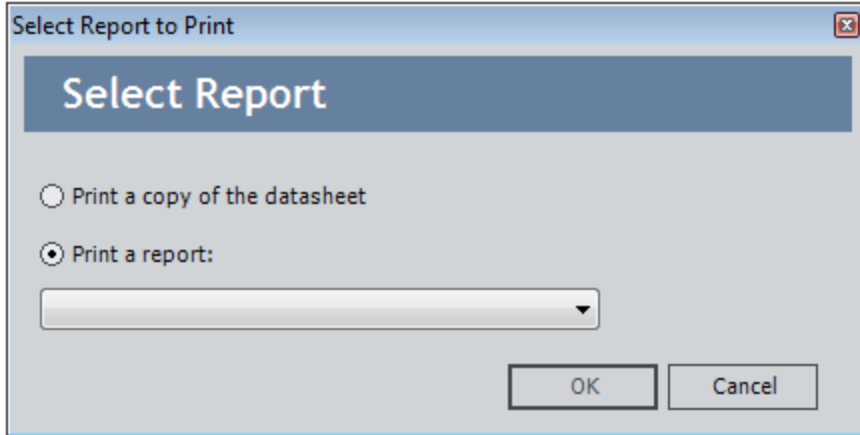 Select Report to Print
Select Report
Print a copy of the datasheet
Print a report:
OK Cancel